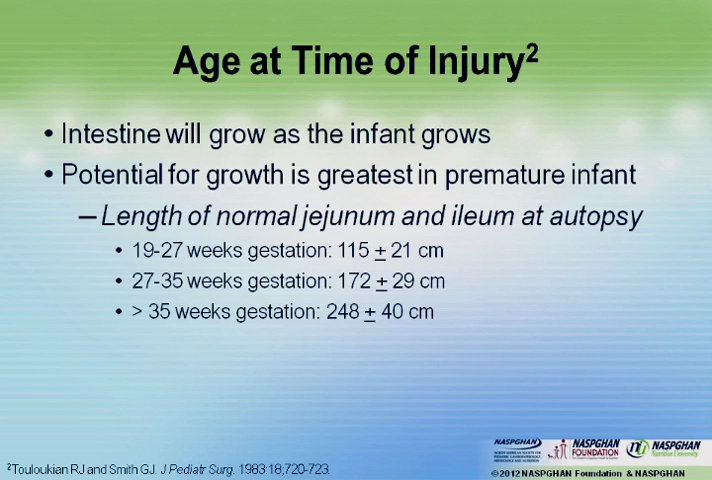 Age at Time of Injury²
• Intestine will grow as the infant grows
• Potential for growth is greatest in premature infant
– Length of normal jejunum and ileum at autopsy
• 19-27 weeks gestation: 115 ± 21 cm
• 27-35 weeks gestation: 172 ± 29 cm
• > 35 weeks gestation: 248 ± 40 cm
²Touloukian RJ and Smith GJ. J Pediatr Surg. 1983:18;720-723.
NASPGHAN
NASPGHAN
FOUNDATION
NASPGHAN
Nutrition University
©2012 NASPGHAN Foundation & NASPGHAN